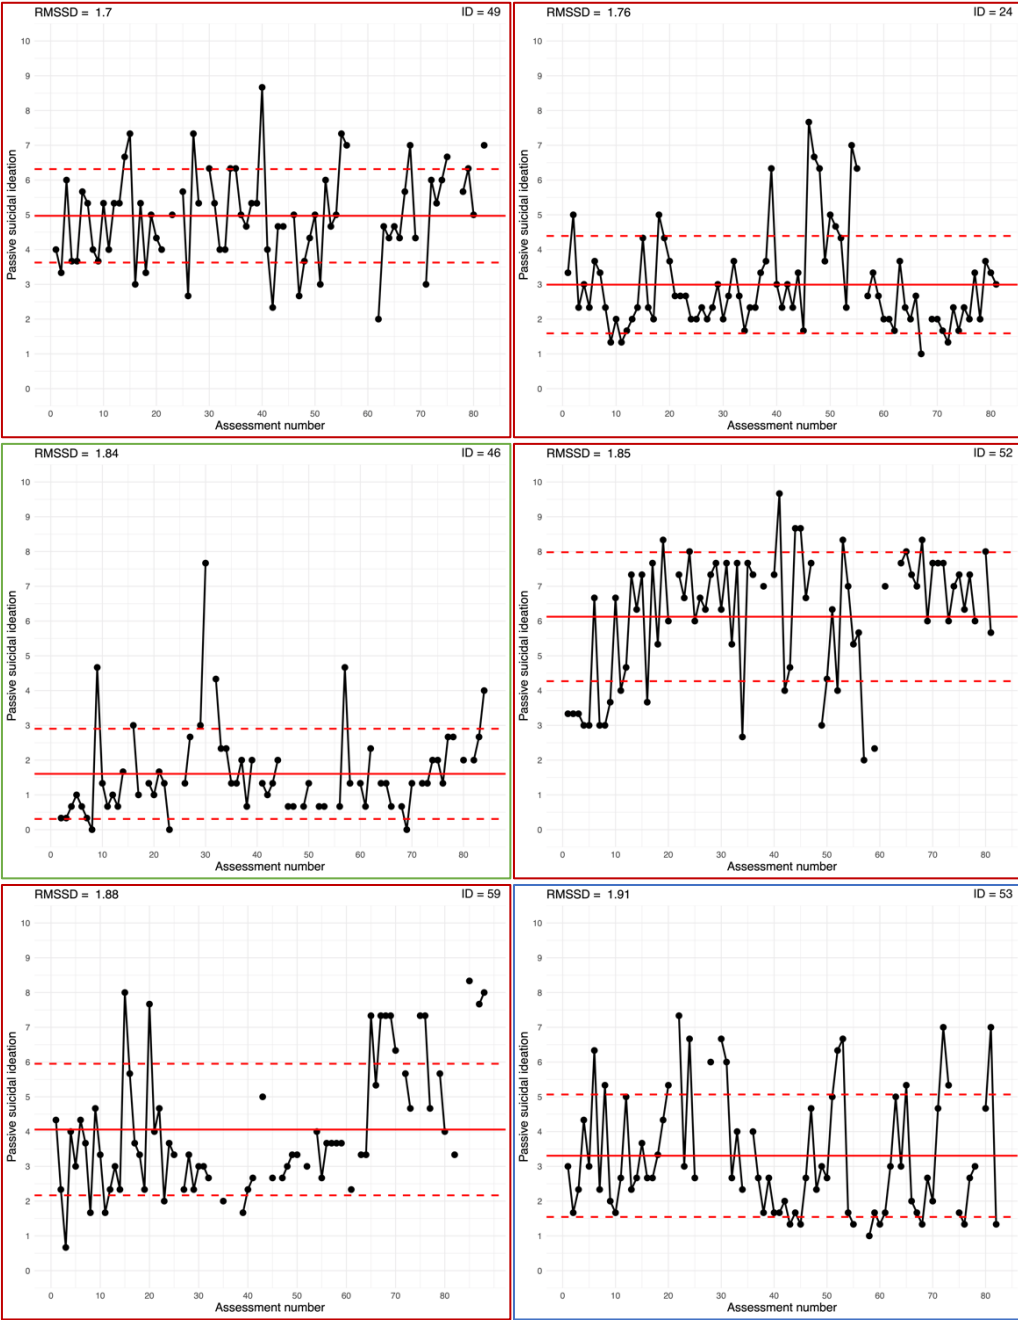 RMSSD = 1.7 ID = 49
10
9
8
7
6
5
4
3
2
1
0
Passive suicidal ideation
0 10 20 30 40 50 60 70 80
Assessment number
RMSSD = 1.76 ID = 24
10
9
8
7
6
5
4
3
2
1
0
Passive suicidal ideation
0 10 20 30 40 50 60 70 80
Assessment number
RMSSD = 1.84 ID = 46
10
9
8
7
6
5
4
3
2
1
0
Passive suicidal ideation
0 10 20 30 40 50 60 70 80
Assessment number
RMSSD = 1.85 ID = 52
10
9
8
7
6
5
4
3
2
1
0
Passive suicidal ideation
0 10 20 30 40 50 60 70 80
Assessment number
RMSSD = 1.88 ID = 59
10
9
8
7
6
5
4
3
2
1
0
Passive suicidal ideation
0 10 20 30 40 50 60 70 80
Assessment number
RMSSD = 1.91 ID = 53
10
9
8
7
6
5
4
3
2
1
0
Passive suicidal ideation
0 10 20 30 40 50 60 70 80
Assessment number